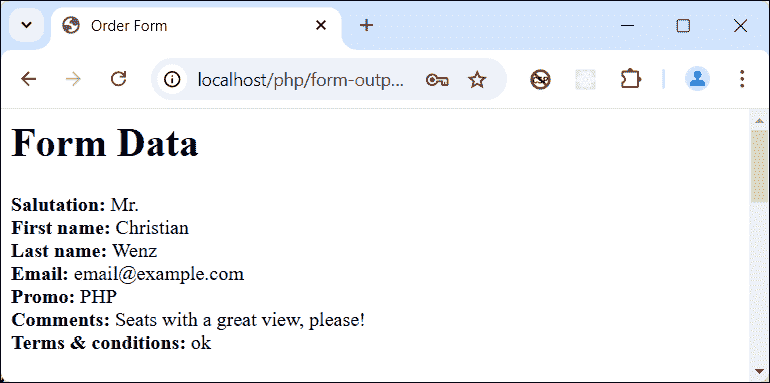 Order Form
localhost/php/form-outp...
CSP
Form Data
Salutation: Mr.
First name: Christian
Last name: Wenz
Email: email@example.com
Promo: PHP
Comments: Seats with a great view, please!
Terms & conditions: ok